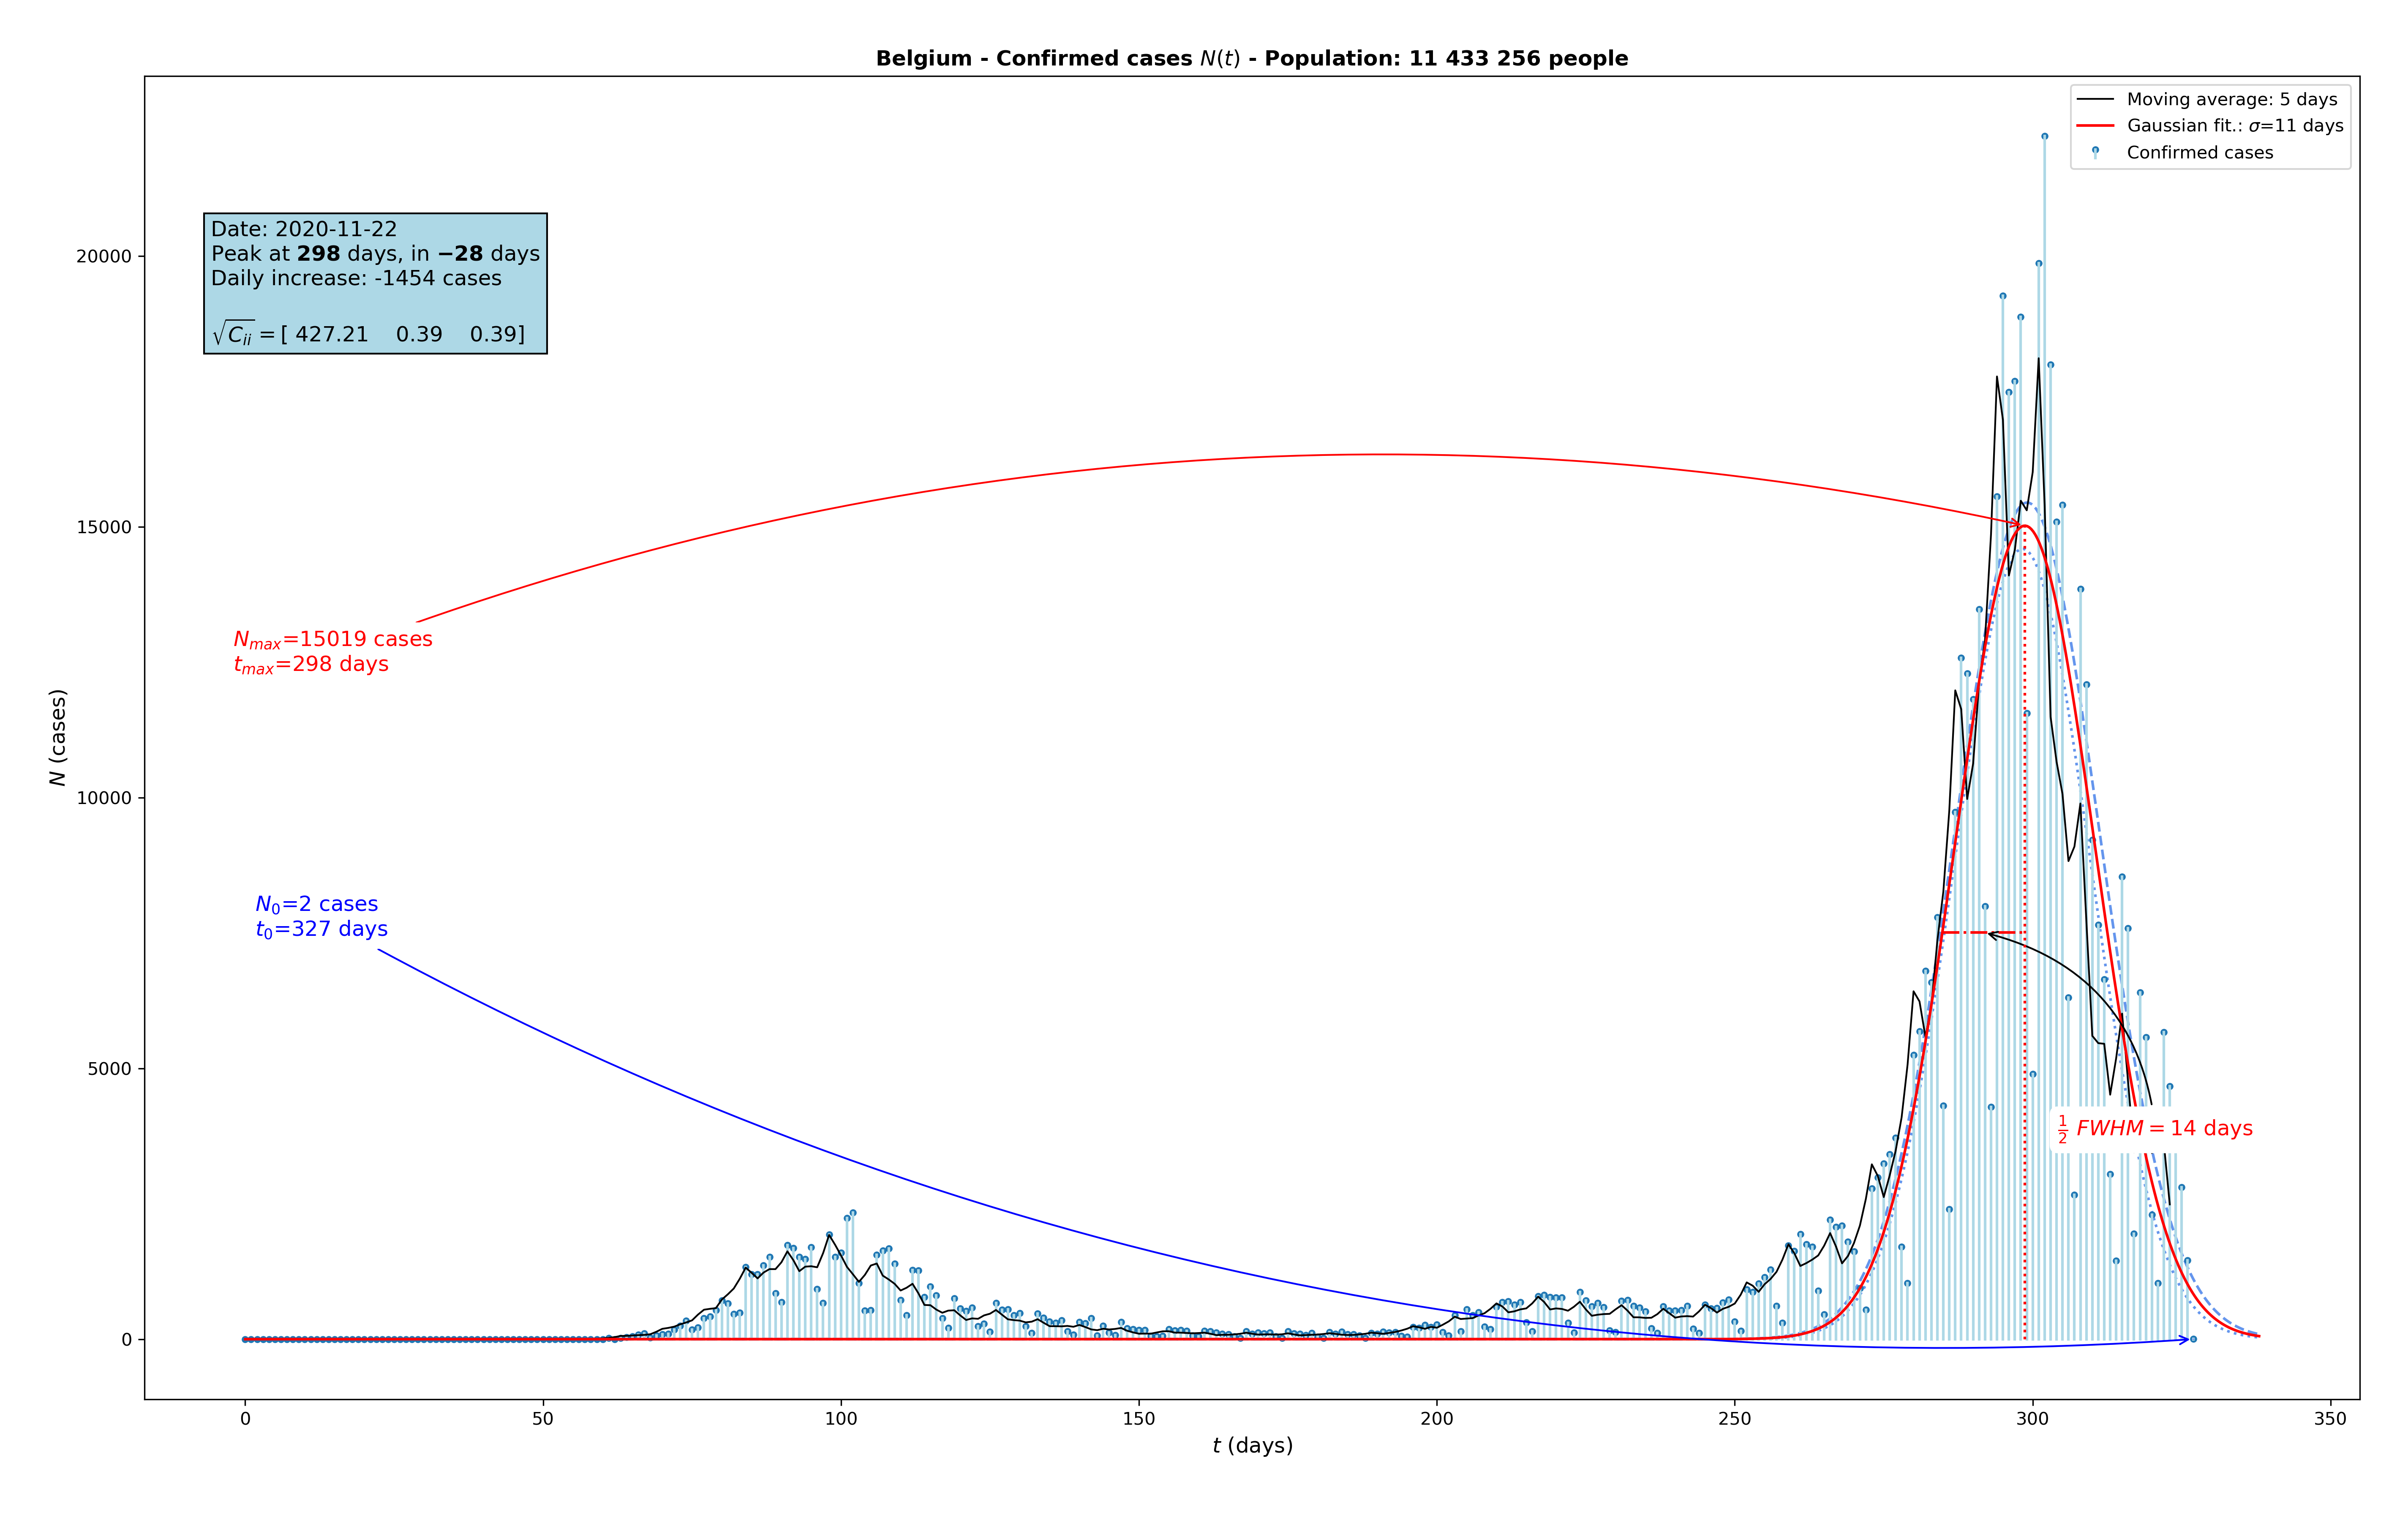 Belgium - Confirmed cases N(t) - Population: 11 433 256 people
Moving average: 5 days
Gaussian fit.: σ=11 days
Confirmed cases
Date: 2020-11-22
Peak at 298 days, in −28 days
Daily increase: -1454 cases
√Cᵢᵢ = [ 427.21 0.39 0.39]
N_max=15019 cases
t_max=298 days
N₀=2 cases
t₀=327 days
½ FWHM = 14 days
N (cases)
20000
15000
10000
5000
0
0 50 100 150 200 250 300 350
t (days)